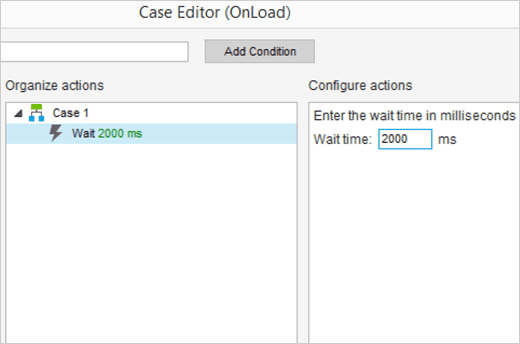 Case Editor (OnLoad)
Add Condition
Organize actions
Configure actions
Case 1
Wait 2000 ms
Enter the wait time in milliseconds
Wait time: 2000 ms